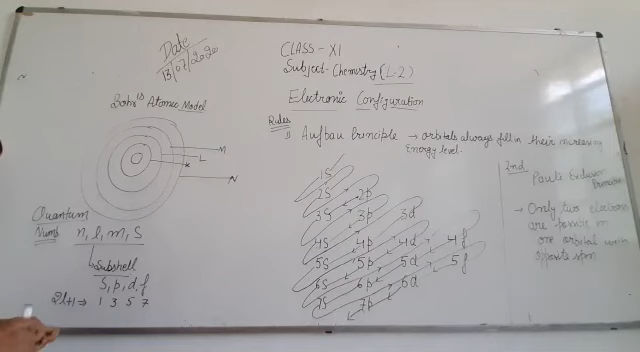 Date
13/07/2020
CLASS - XI
Subject - Chemistry (L-2)
Electronic Configuration
Rules
1) Aufbau Principle → orbitals always fill in their increasing
Energy level.
Bohr's Atomic Model
M
L
K
N
Quantum
Numb n, l, m, s
Subshell
s, p, d, f
2l+1 ⇒ 1 3 5 7
1s
2s 2p
3s 3p 3d
4s 4p 4d 4f
5s 5p 5d 5f
6s 6p 6d
7s 7p
2nd
Pauli Exclusion
→ Only two electrons
are
one orbital with
opposite spin